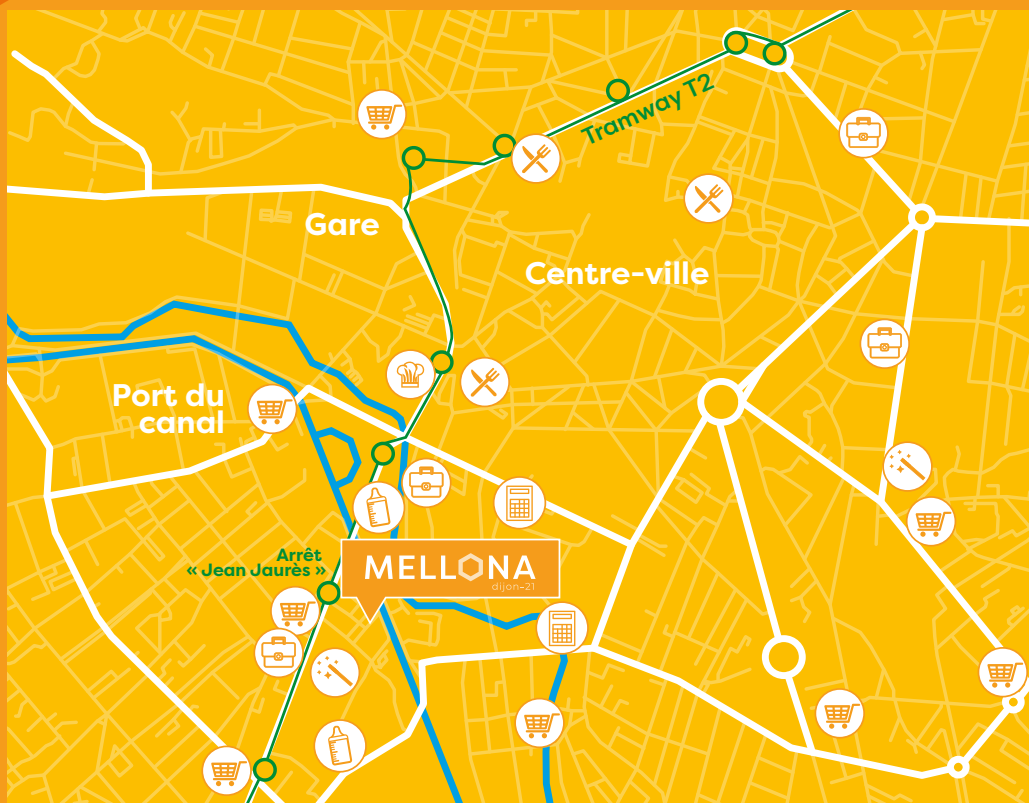 Tramway T2
Gare
Centre-ville
Port du
canal
Arrêt
« Jean Jaurès »
MELLONA
dijon-21